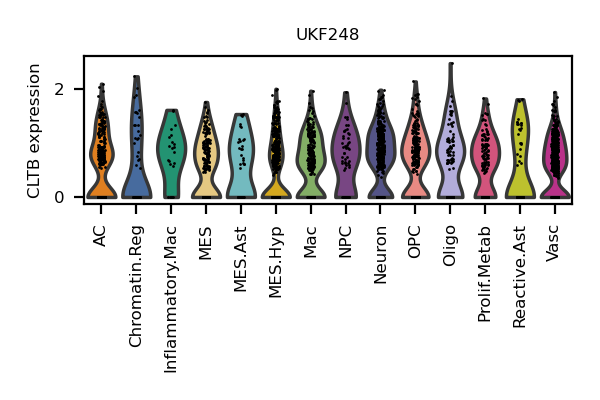 UKF248
CLTB expression
2
0
AC
Chromatin.Reg
Inflammatory.Mac
MES
MES.Ast
MES.Hyp
Mac
NPC
Neuron
OPC
Oligo
Prolif.Metab
Reactive.Ast
Vasc